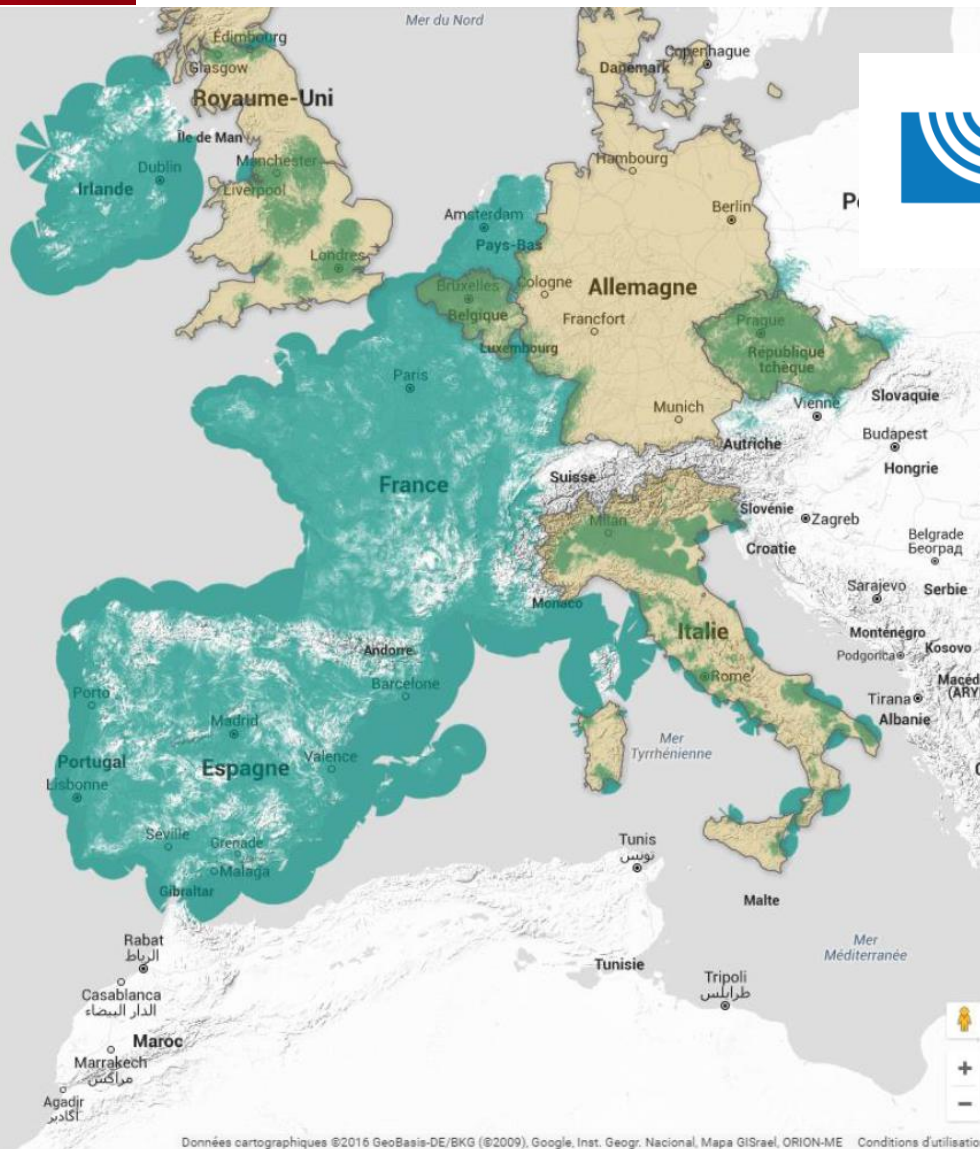 Mer du Nord
Édimbourg
Glasgow
Copenhague
Danemark
Royaume-Uni
Île de Man
Manchester
Hambourg
Dublin
Irlande
Liverpool
Berlin
Amsterdam
Pays-Bas
Londres
Bruxelles
Cologne
Allemagne
Belgique
Francfort
Prague
République
tchèque
Luxembourg
Paris
Munich
Vienne
Slovaquie
Autriche
Budapest
Hongrie
France
Suisse
Slovénie
Milan
Zagreb
Croatie
Belgrade
Београд
Sarajevo
Serbie
Monaco
Italie
Monténégro
Andorre
Podgorica
Kosovo
Barcelone
Rome
Macéd
(ARY
Porto
Tirana
Madrid
Albanie
Mer
Tyrrhénienne
Portugal
Espagne
Valence
Lisbonne
Séville
Grenade
Malaga
Tunis
تونس
Gibraltar
Malte
Rabat
الرباط
Mer
Méditerranée
Tunisie
Tripoli
طرابلس
Casablanca
الدار البيضاء
Maroc
Marrakech
مراكش
Agadir
أكادير
+
−
Données cartographiques ©2016 GeoBasis-DE/BKG (©2009), Google, Inst. Geogr. Nacional, Mapa GISrael, ORION-ME Conditions d'utilisatio